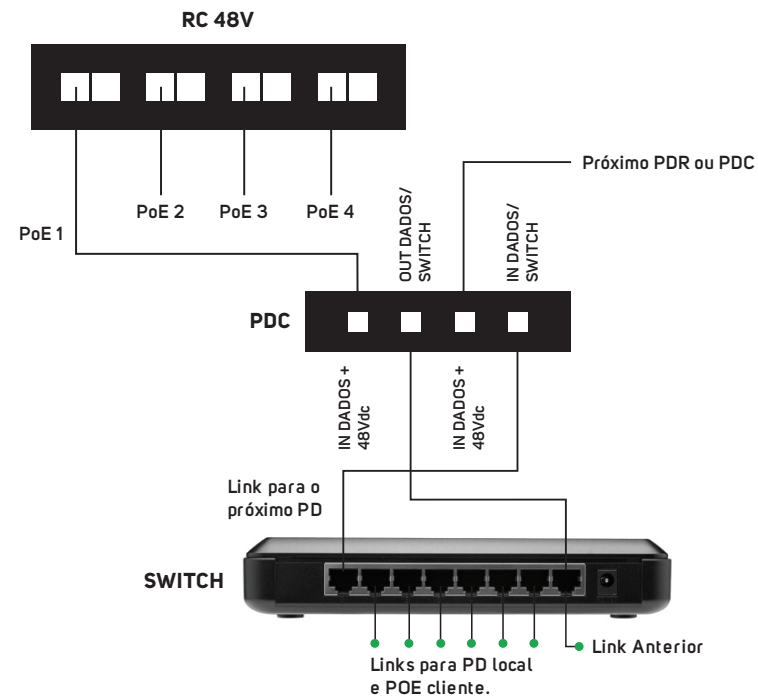 RC 48V
PoE 1
PoE 2
PoE 3
PoE 4
Próximo PDR ou PDC
OUT DADOS/
SWITCH
IN DADOS/
SWITCH
PDC
IN DADOS +
48Vdc
IN DADOS +
48Vdc
Link para o
próximo PD
SWITCH
Link Anterior
Links para PD local
e POE cliente.